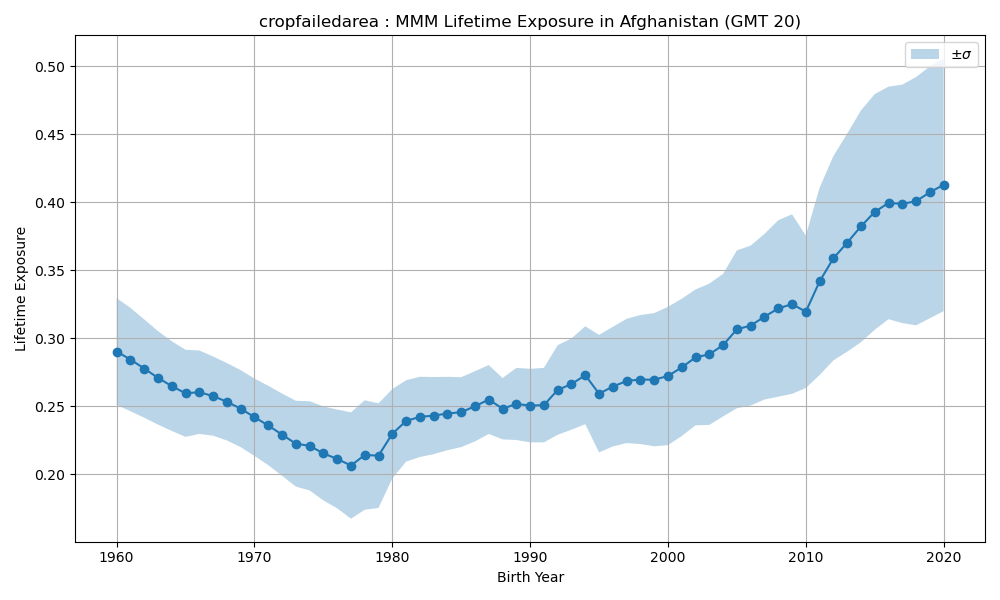 cropfailedarea : MMM Lifetime Exposure in Afghanistan (GMT 20)
±σ
0.50
0.45
0.40
0.35
0.30
0.25
0.20
Lifetime Exposure
1960 1970 1980 1990 2000 2010 2020
Birth Year